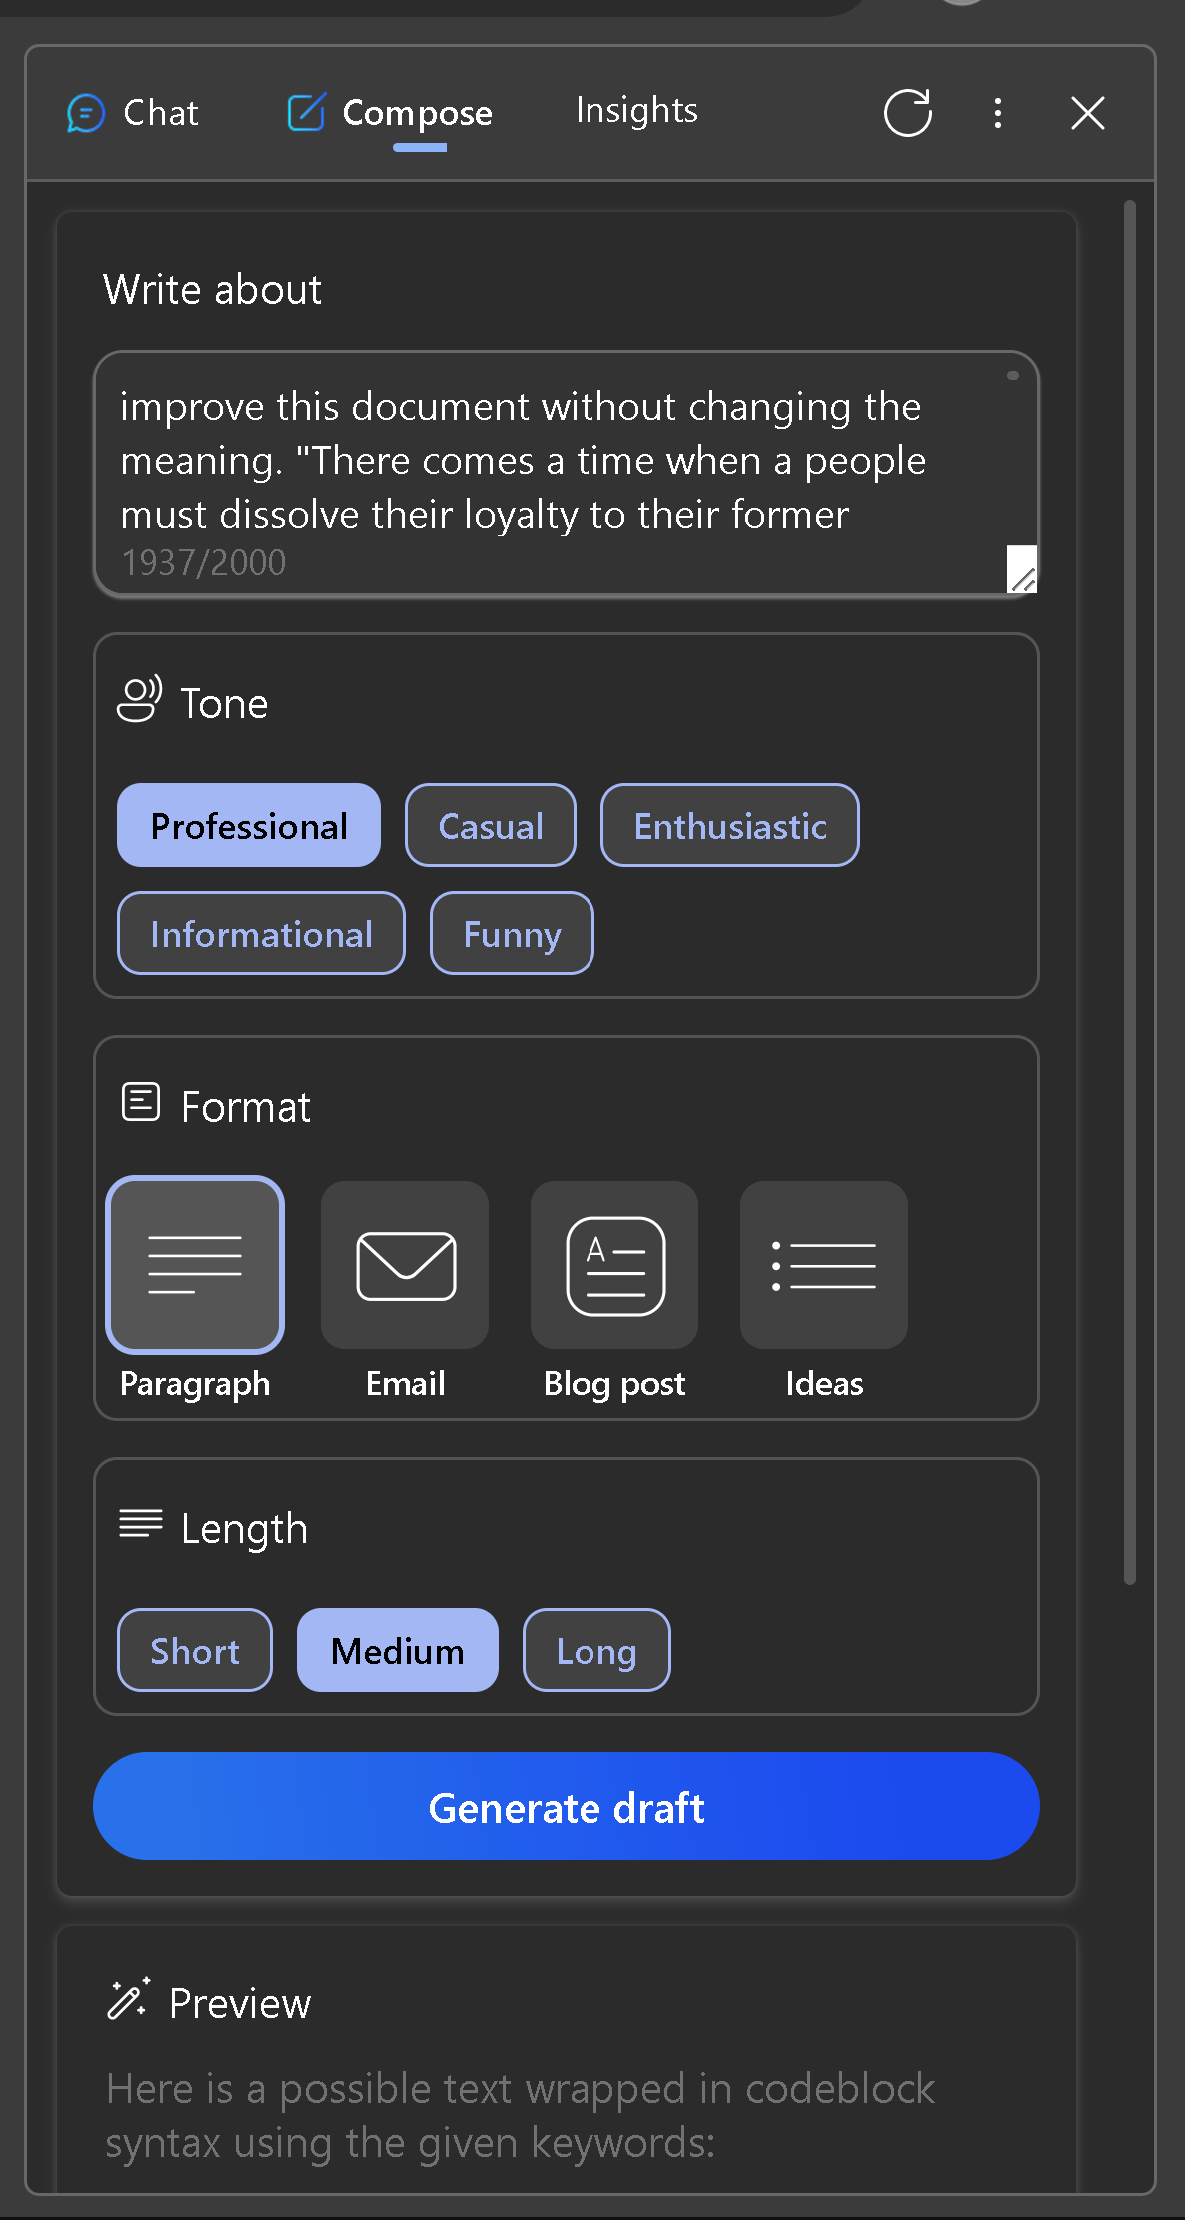 Chat
Compose
Insights
Write about
improve this document without changing the
meaning. "There comes a time when a people
must dissolve their loyalty to their former
1937/2000
Tone
Professional
Casual
Enthusiastic
Informational
Funny
Format
A
Paragraph
Email
Blog post
Ideas
Length
Short
Medium
Long
Generate draft
Preview
Here is a possible text wrapped in codeblock
syntax using the given keywords: